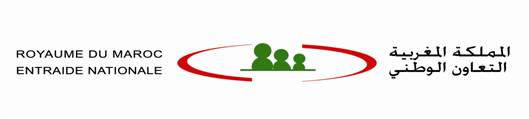 ROYAUME DU MAROC
ENTRAIDE NATIONALE
المملكة المغربية
التعاون الوطني